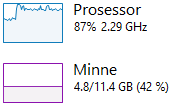 Prosessor
87% 2.29 GHz
Minne
4.8/11.4 GB (42 %)